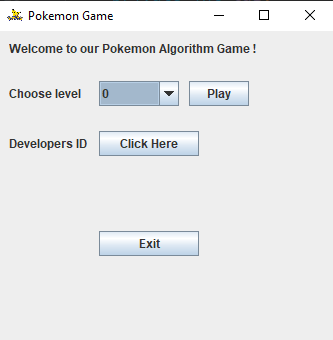 Pokemon Game
Welcome to our Pokemon Algorithm Game !
Choose level 0 Play
Developers ID Click Here
Exit